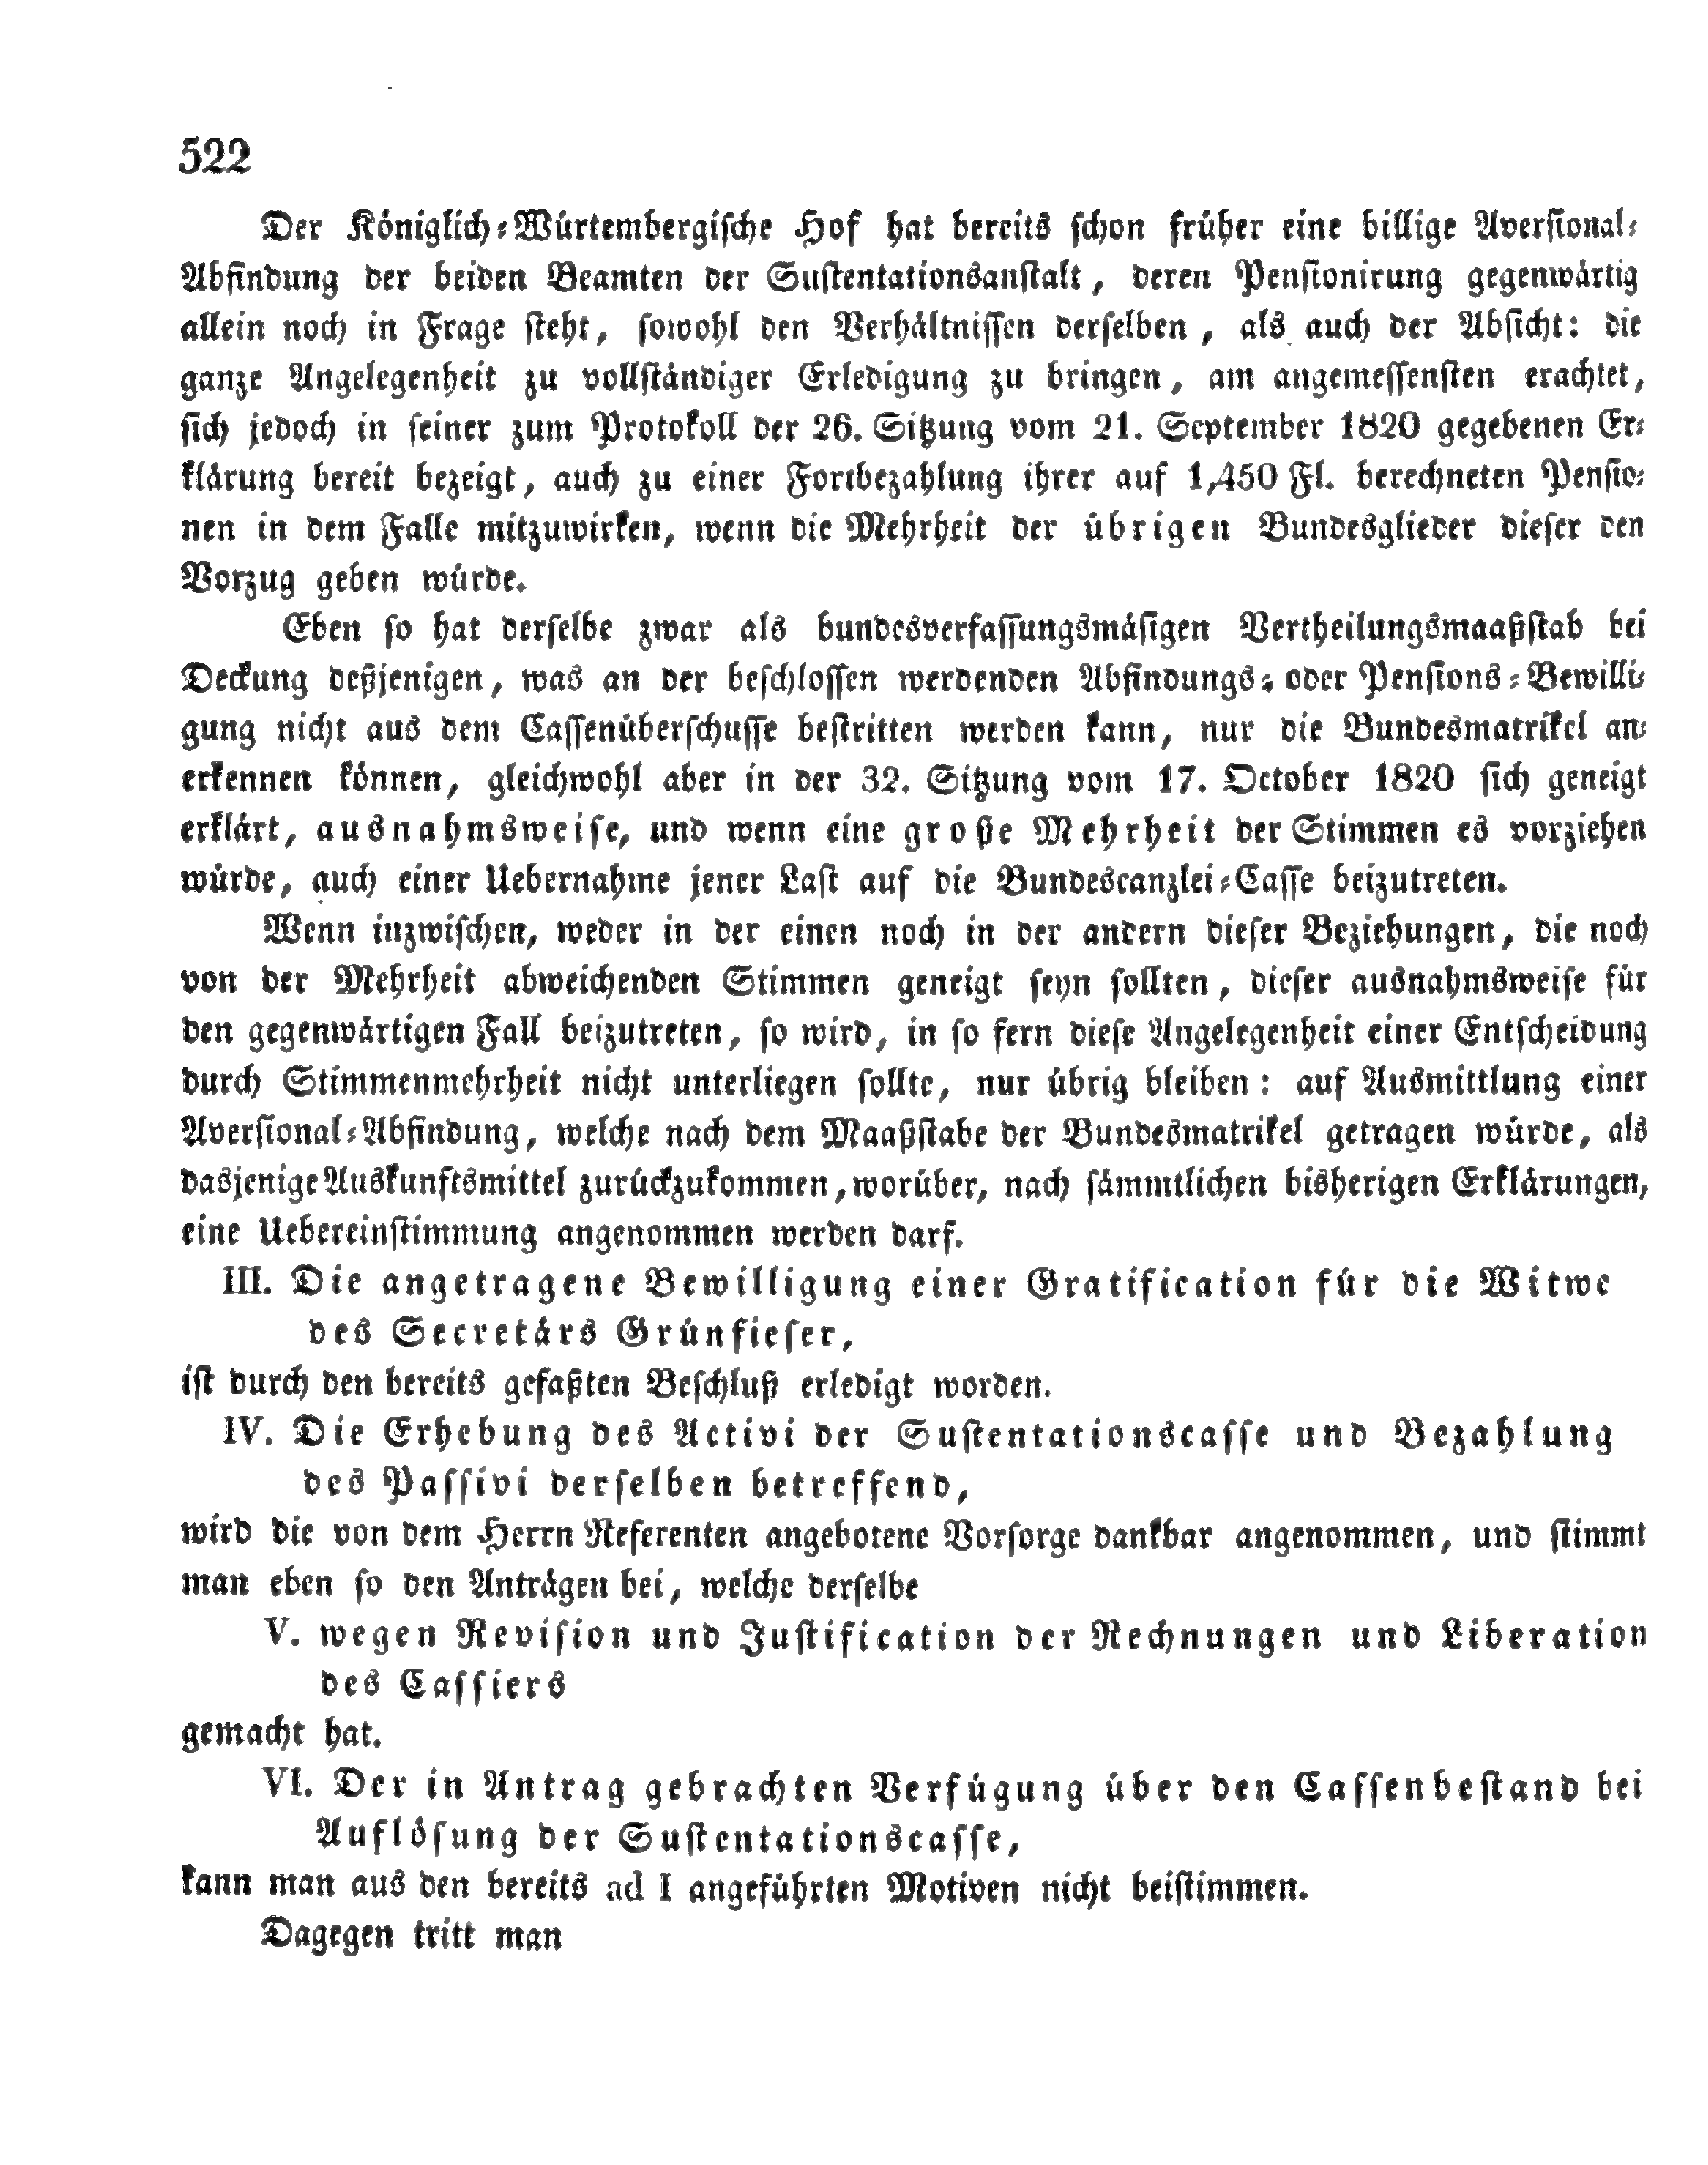 522
Der Königlich-Würtembergische Hof hat bereits schon früher eine billige Aversional-
Abfindung der beiden Beamten der Sustentationsanstalt, deren Pensionirung gegenwärtig
allein noch in Frage steht, sowohl den Verhältnissen derselben, als auch der Absicht: die
ganze Angelegenheit zu vollständiger Erledigung zu bringen, am angemessensten erachtet,
sich jedoch in seiner zum Protokoll der 26. Sitzung vom 21. September 1820 gegebenen Er-
klärung bereit bezeigt, auch zu einer Fortbezahlung ihrer auf 1,450 Fl. berechneten Pensio-
nen in dem Falle mitzuwirken, wenn die Mehrheit der übrigen Bundesglieder dieser den
Vorzug geben würde.
Eben so hat derselbe zwar als bundesverfassungsmäsigen Vertheilungsmaaßstab bei
Deckung deßjenigen, was an der beschlossen werdenden Abfindungs- oder Pensions-Bewilli-
gung nicht aus dem Cassenüberschusse bestritten werden kann, nur die Bundesmatrikel an-
erkennen können, gleichwohl aber in der 32. Sitzung vom 17. October 1820 sich geneigt
erklärt, ausnahmsweise, und wenn eine große Mehrheit der Stimmen es vorziehen
würde, auch einer Uebernahme jener Last auf die Bundescanzlei-Casse beizutreten.
Wenn inzwischen, weder in der einen noch in der andern dieser Beziehungen, die noch
von der Mehrheit abweichenden Stimmen geneigt seyn sollten, dieser ausnahmsweise für
den gegenwärtigen Fall beizutreten, so wird, in so fern diese Angelegenheit einer Entscheidung
durch Stimmenmehrheit nicht unterliegen sollte, nur übrig bleiben: auf Ausmittlung einer
Aversional-Abfindung, welche nach dem Maaßstabe der Bundesmatrikel getragen würde, als
dasjenige Auskunftsmittel zurückzukommen, worüber, nach sämmtlichen bisherigen Erklärungen,
eine Uebereinstimmung angenommen werden darf.
III. Die angetragene Bewilligung einer Gratification für die Witwe
des Secretärs Grünfieser,
ist durch den bereits gefaßten Beschluß erledigt worden.
IV. Die Erhebung des Activi der Sustentationscasse und Bezahlung
des Passivi derselben betreffend,
wird die von dem Herrn Referenten angebotene Vorsorge dankbar angenommen, und stimmt
man eben so den Anträgen bei, welche derselbe
V. wegen Revision und Justification der Rechnungen und Liberation
des Cassiers
gemacht hat.
VI. Der in Antrag gebrachten Verfügung über den Cassenbestand bei
Auflösung der Sustentationscasse,
kann man aus den bereits ad I angeführten Motiven nicht beistimmen.
Dagegen tritt man